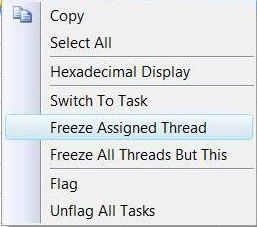 Copy
Select All
Hexadecimal Display
Switch To Task
Freeze Assigned Thread
Freeze All Threads But This
Flag
Unflag All Tasks